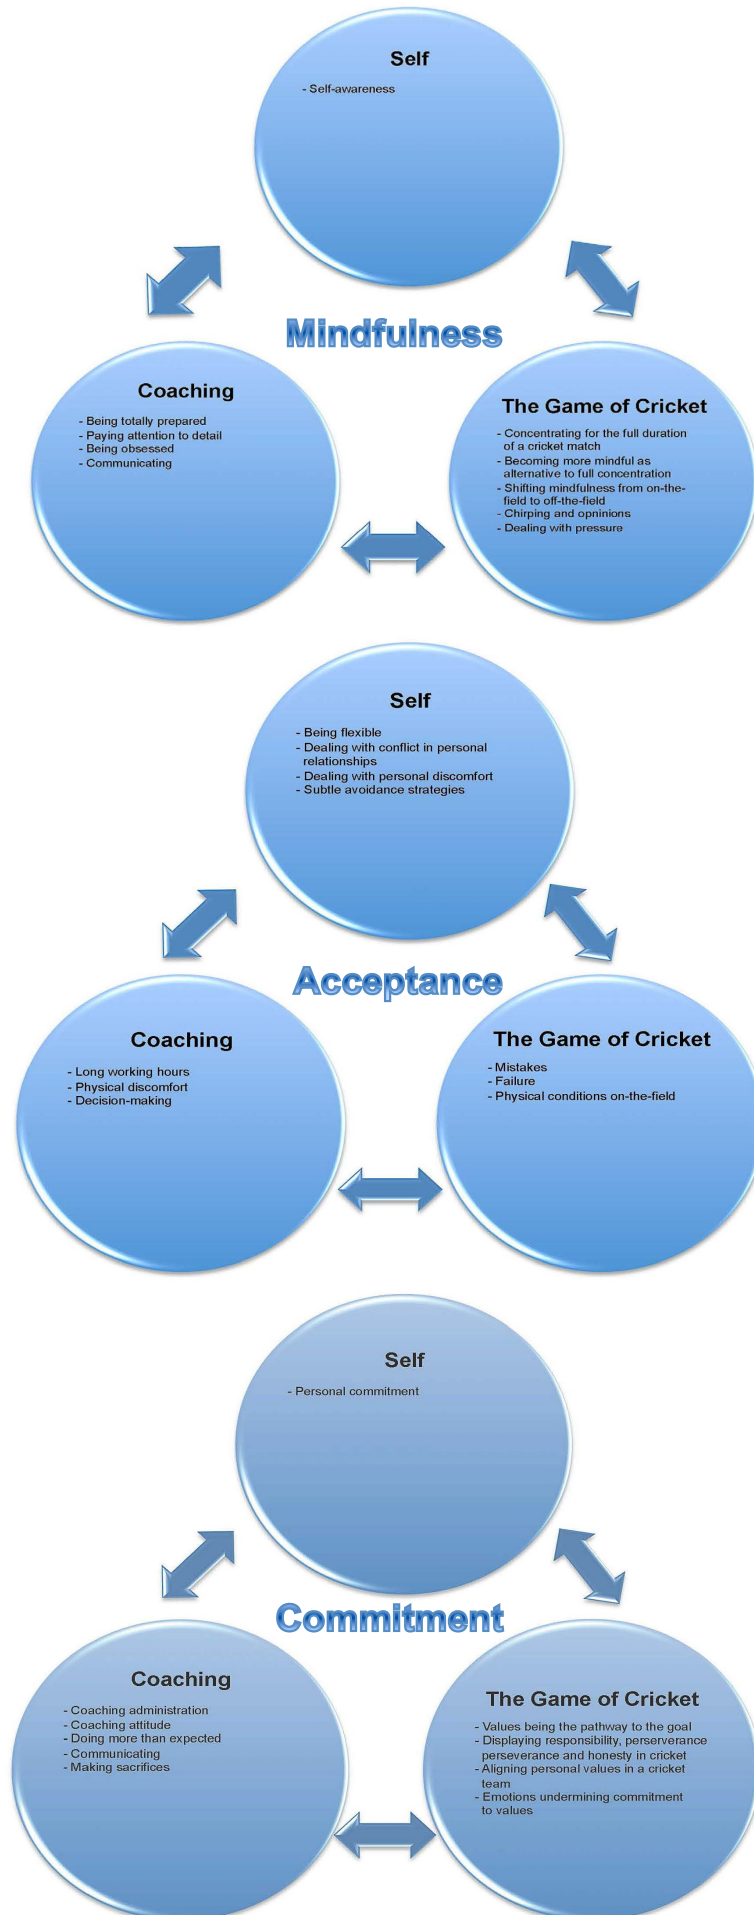 Self
- Self-awareness
Mindfulness
Coaching
- Being totally prepared
- Paying attention to detail
- Being obsessed
- Communicating
The Game of Cricket
- Concentrating for the full duration
of a cricket match
- Becoming more mindful as
alternative to full concentration
- Shifting mindfulness from on-the-
field to off-the-field
- Chirping and opninions
- Dealing with pressure
Self
- Being flexible
- Dealing with conflict in personal
relationships
- Dealing with personal discomfort
- Subtle avoidance strategies
Acceptance
Coaching
- Long working hours
- Physical discomfort
- Decision-making
The Game of Cricket
- Mistakes
- Failure
- Physical conditions on-the-field
Self
- Personal commitment
Commitment
Coaching
- Coaching administration
- Coaching attitude
- Doing more than expected
- Communicating
- Making sacrifices
The Game of Cricket
- Values being the pathway to the goal
- Displaying responsibility, perserverance
perseverance and honesty in cricket
- Aligning personal values in a cricket
team
- Emotions undermining commitment
to values